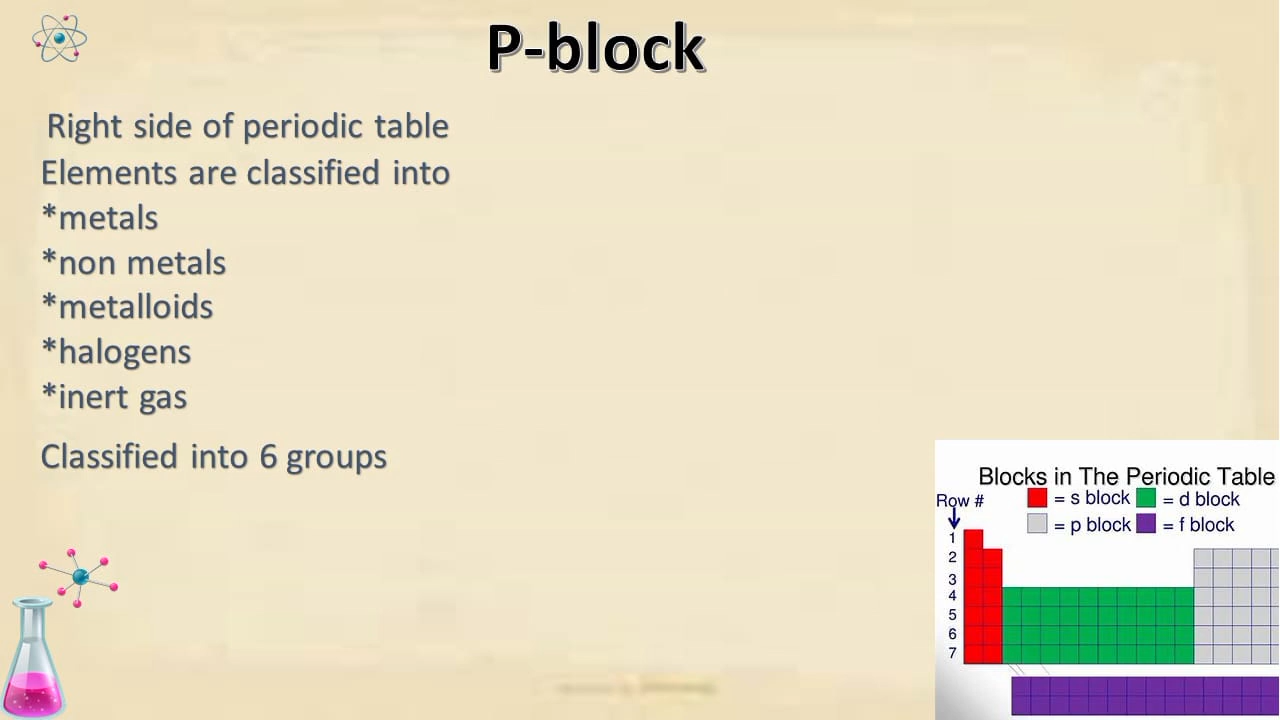 P-block
Right side of periodic table
Elements are classified into
*metals
*non metals
*metalloids
*halogens
*inert gas
Classified into 6 groups
Blocks in The Periodic Table
Row #
= s block = d block
= p block = f block
1
2
3
4
5
6
7